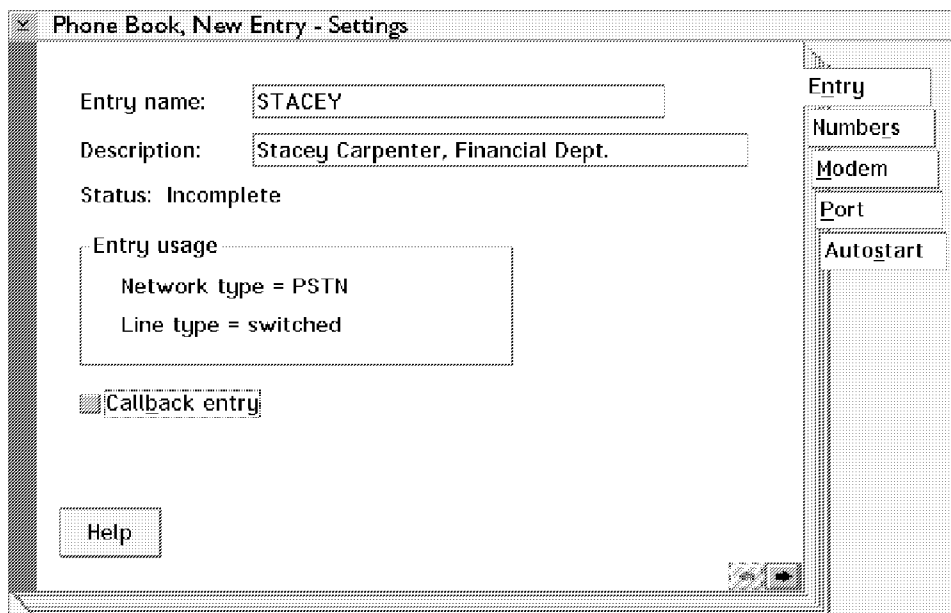 Phone Book, New Entry - Settings
Entry name: STACEY
Description: Stacey Carpenter, Financial Dept.
Status: Incomplete
Entry usage
Network type = PSTN
Line type = switched
Callback entry
Help
Entry
Numbers
Modem
Port
Autostart